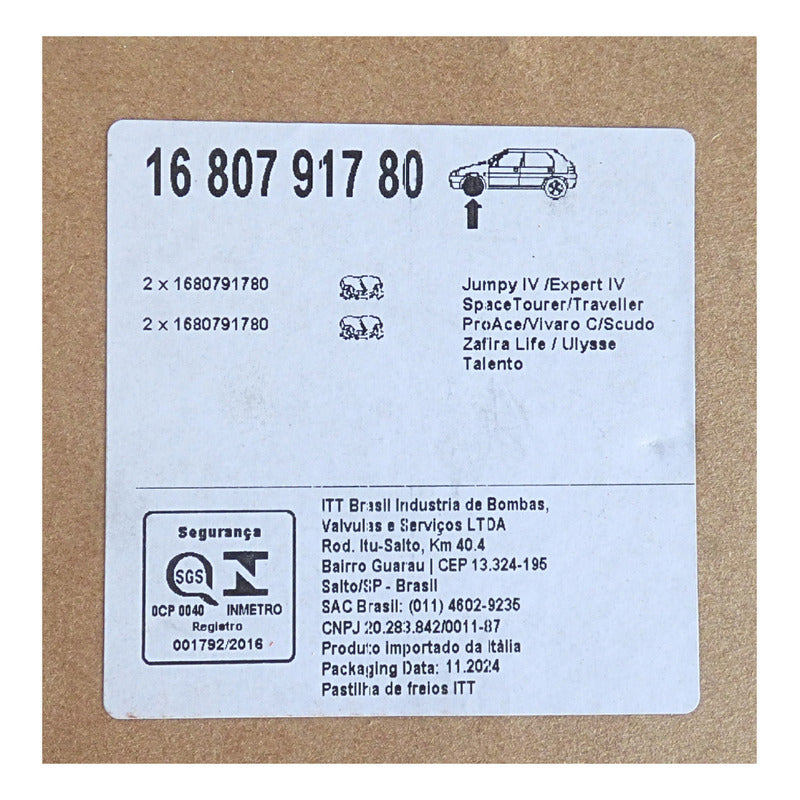 16 807 917 80
2 x 1680791780
2 x 1680791780
Jumpy IV /Expert IV
SpaceTourer/Traveller
ProAce/Vivaro C/Scudo
Zafira Life / Ulysse
Talento
Segurança
SGS
OCP 0040 INMETRO
Registro
001792/2016
ITT Brasil Industria de Bombas,
Valvulas e Serviços LTDA
Rod. Itu-Salto, Km 40.4
Bairro Guarau | CEP 13.324-195
Salto/SP - Brasil
SAC Brasil: (011) 4602-9235
CNPJ 20.283.842/0011-87
Produto importado da Itàlia
Packaging Data: 11.2024
Pastilha de freios ITT